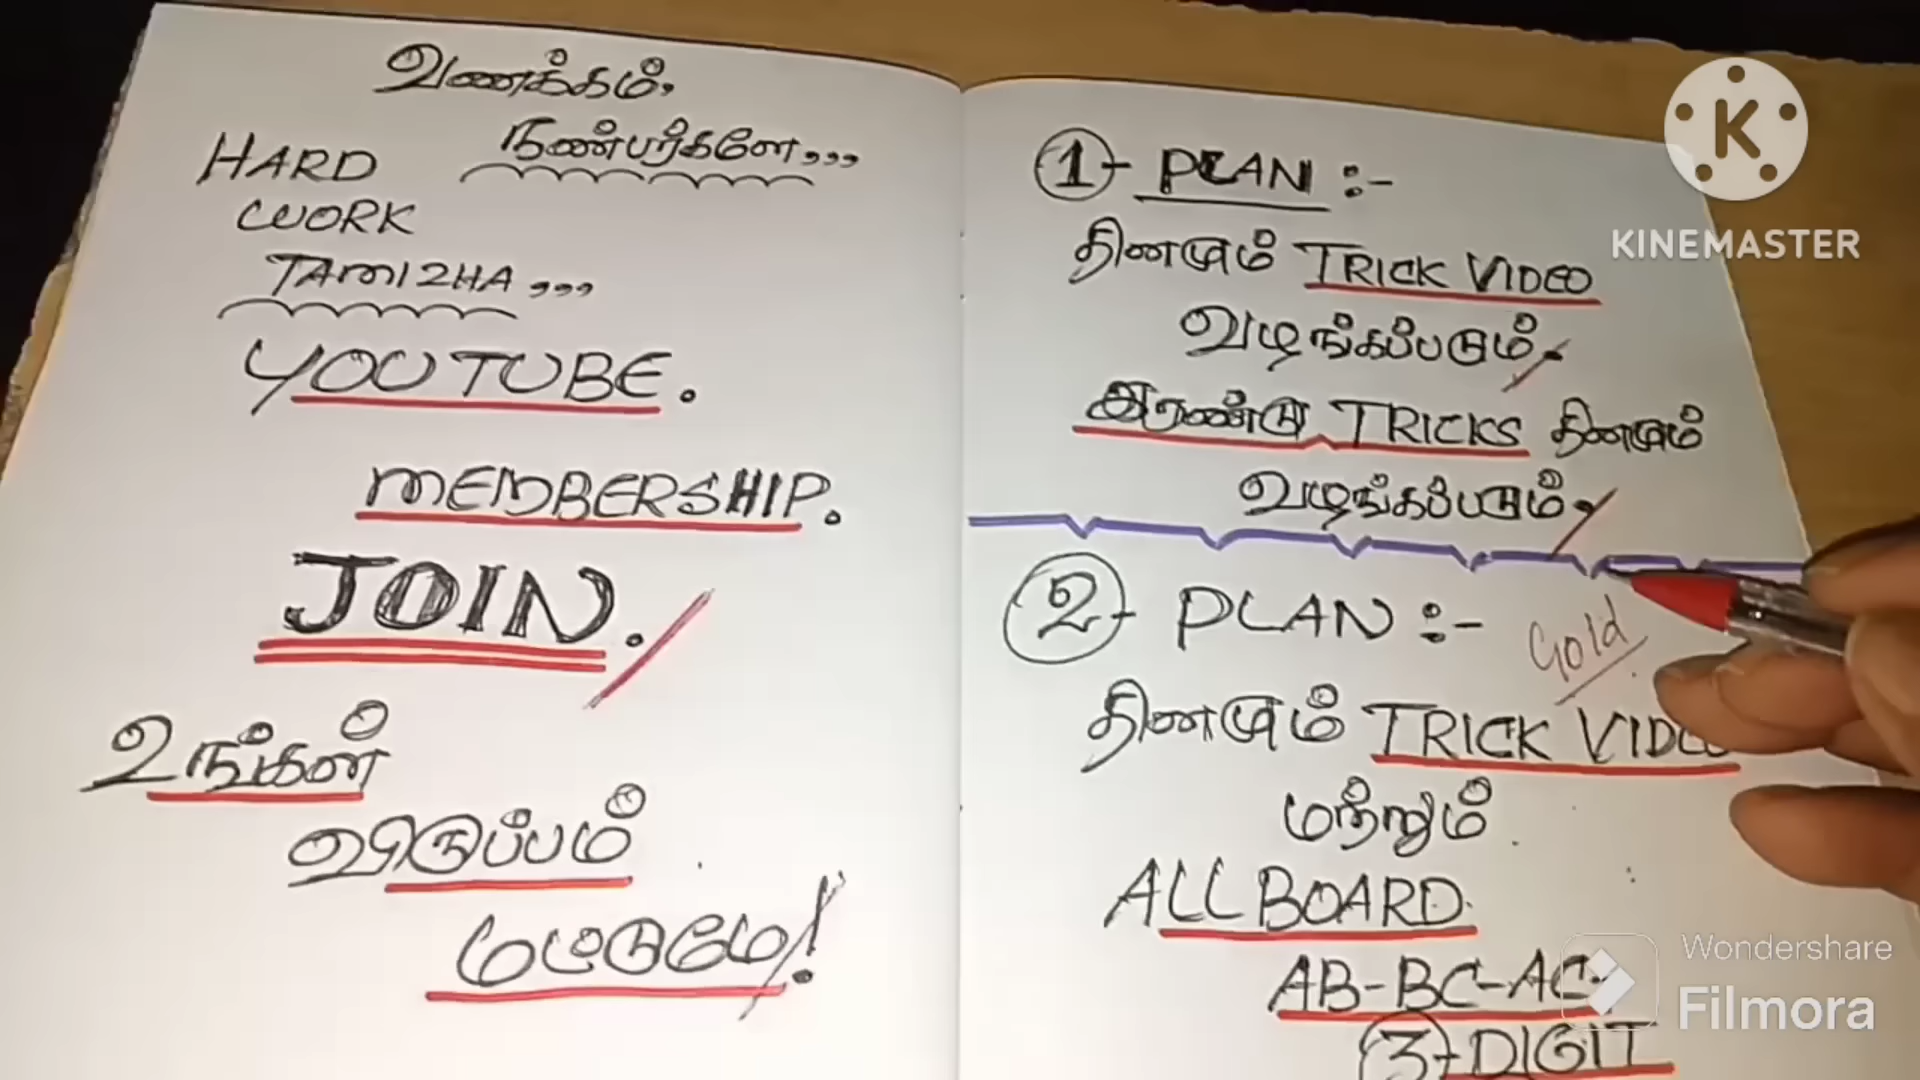 வணக்கம்,
நண்பர்களே,,,
HARD
WORK
TAMIZHA,,,
YOUTUBE.
MEMBERSHIP.
JOIN.
உங்கள்
விருப்பம்
மட்டுமே!
1- PLAN :-
தினமும் TRICK VIDEO
வழங்கப்படும்.
இரண்டு TRICKS தினமும்
வழங்கப்படும்.
2- PLAN :-
Gold
தினமும் TRICK VIDEO
மற்றும்
ALL BOARD.
AB-BC-AC-
3-DIGIT
K
KINEMASTER
Wondershare
Filmora